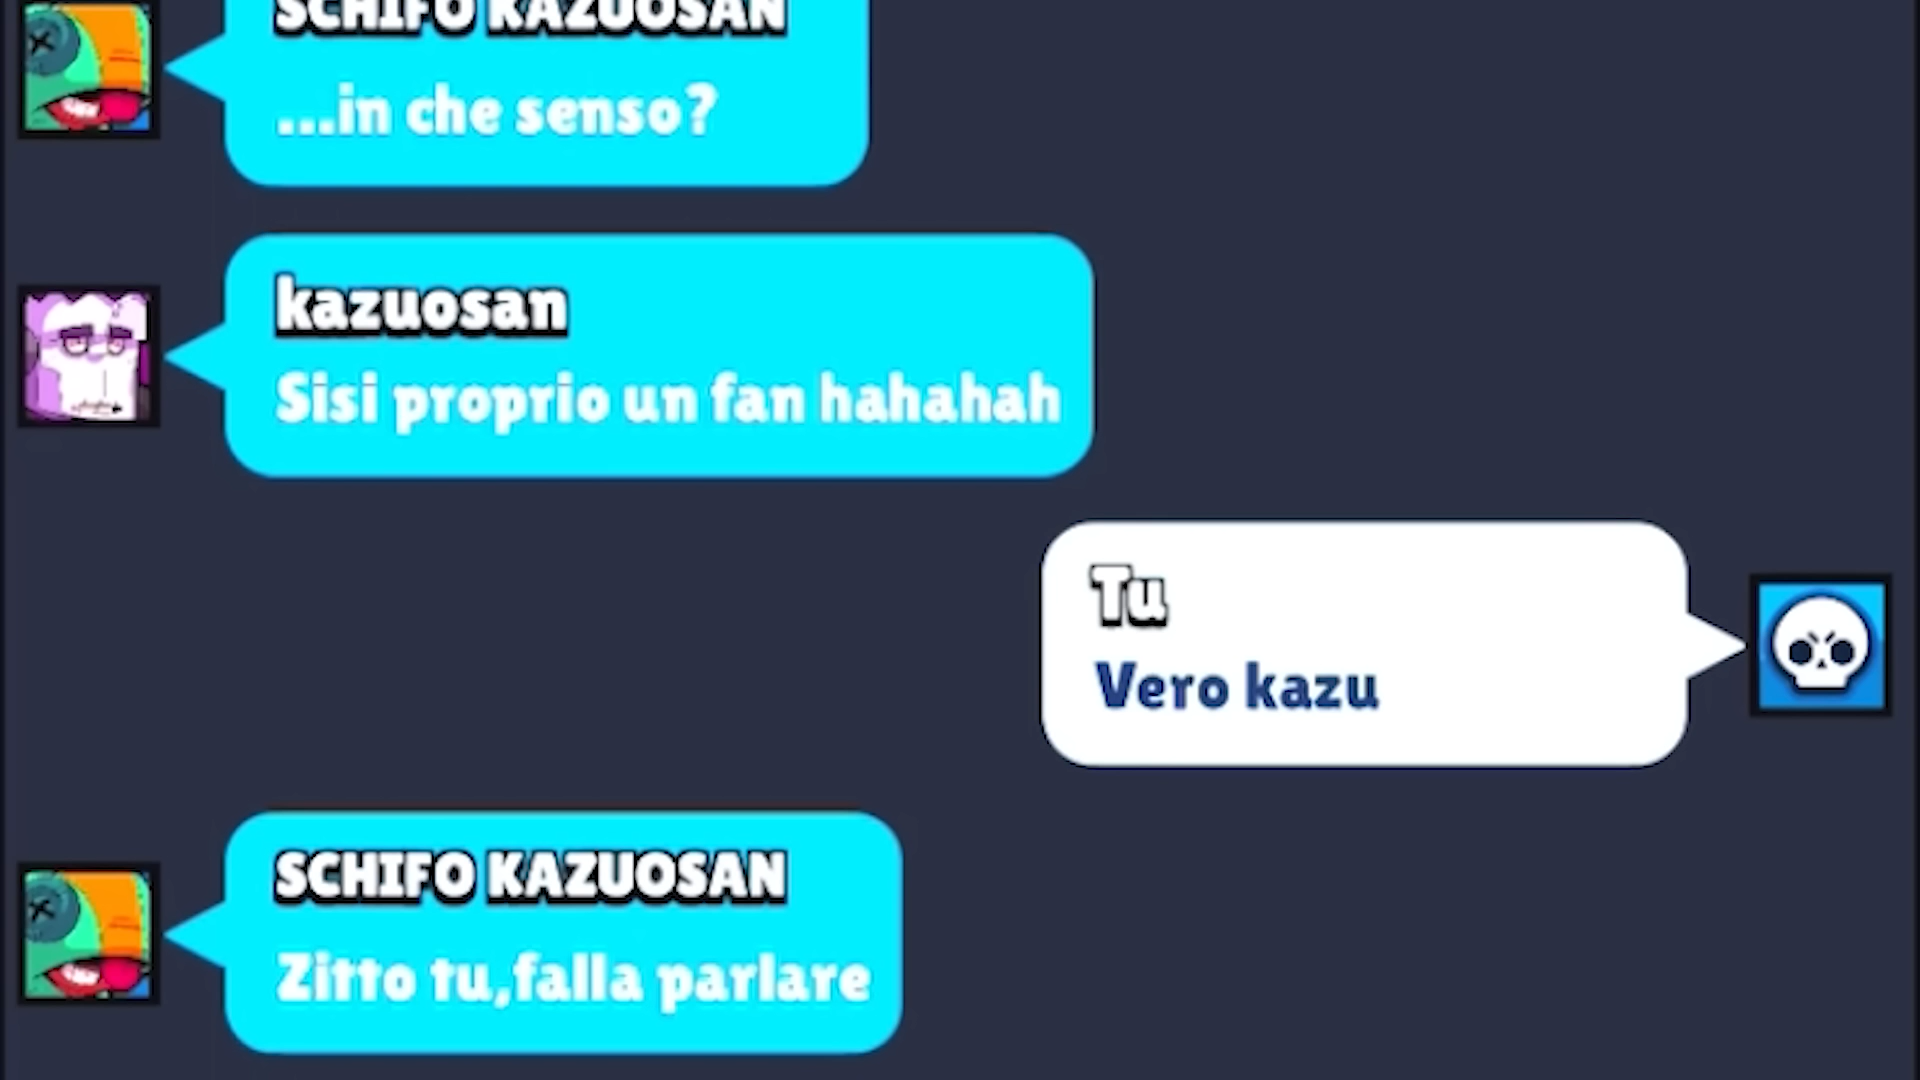 SCHIFO KAZUOSAN
...in che senso?
kazuosan
Sisi proprio un fan hahahah
Tu
Vero kazu
SCHIFO KAZUOSAN
Zitto tu,falla parlare